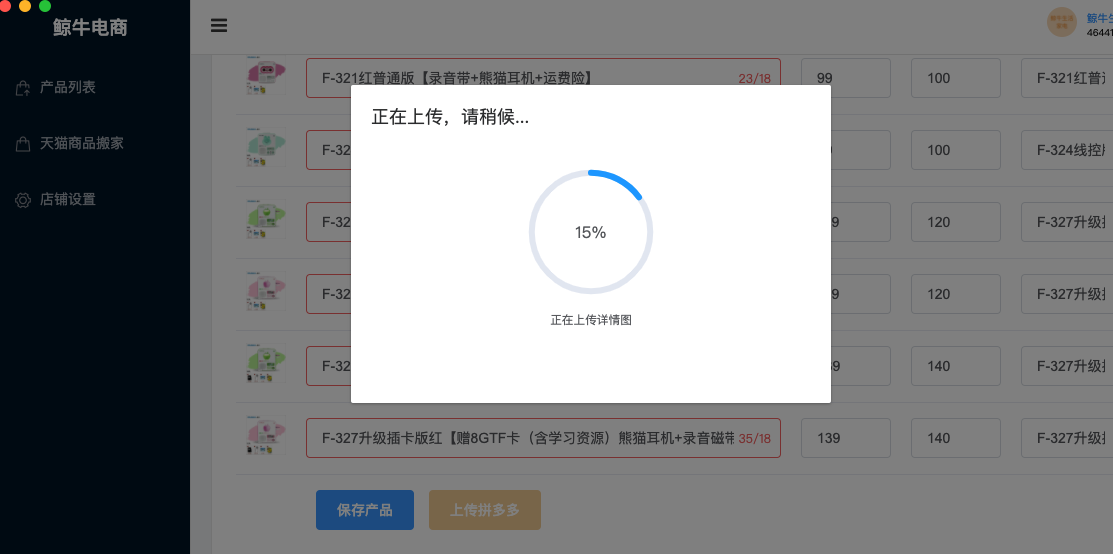 鲸牛电商
产品列表
天猫商品搬家
店铺设置
46441
F-321红普通版【录音带+熊猫耳机+运费险】
23/18
99
100
F-321红普通
正在上传，请稍候...
F-32
100
F-324线控版
F-32
9
120
F-327升级插
15%
F-32
9
120
F-327升级插
正在上传详情图
F-32
39
140
F-327升级插
F-327升级插卡版红【赠8GTF卡（含学习资源）熊猫耳机+录音磁带
35/18
139
140
F-327升级插
保存产品
上传拼多多